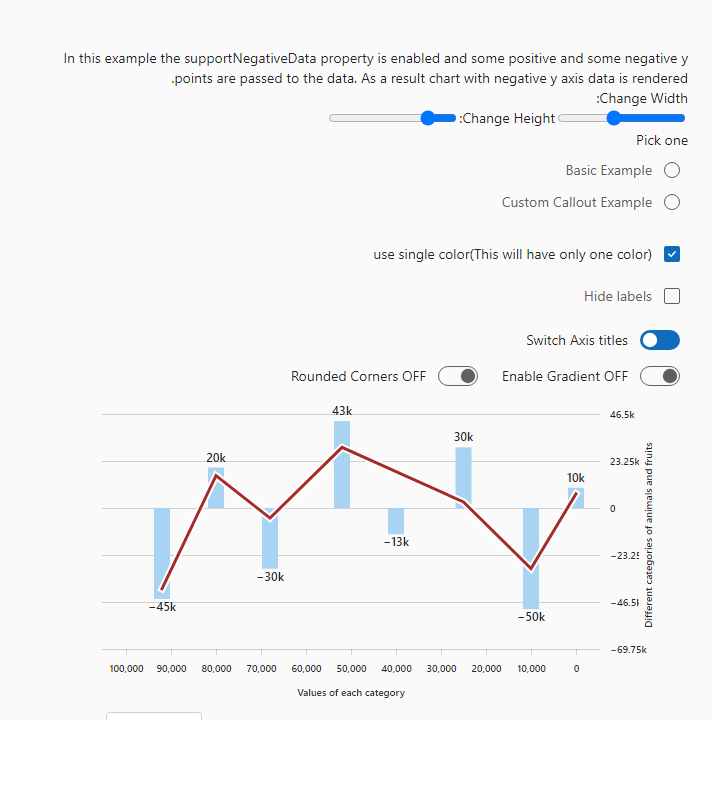 In this example the supportNegativeData property is enabled and some positive and some negative y
.points are passed to the data. As a result chart with negative y axis data is rendered
:Change Width
:Change Height
Pick one
Basic Example
Custom Callout Example
use single color(This will have only one color)
Hide labels
Switch Axis titles
Rounded Corners OFF
Enable Gradient OFF
43k
46.5k
30k
20k
23.25k
10k
0
−13k
−23.25
−30k
−45k
−46.5k
−50k
−69.75k
Different categories of animals and fruits
100,000 90,000 80,000 70,000 60,000 50,000 40,000 30,000 20,000 10,000 0
Values of each category